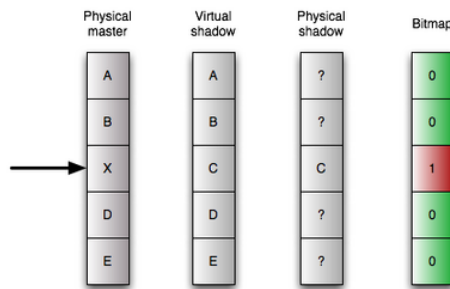 Physical master
Virtual shadow
Physical shadow
Bitmap
A A ? 0
B B ? 0
X C C 1
D D ? 0
E E ? 0